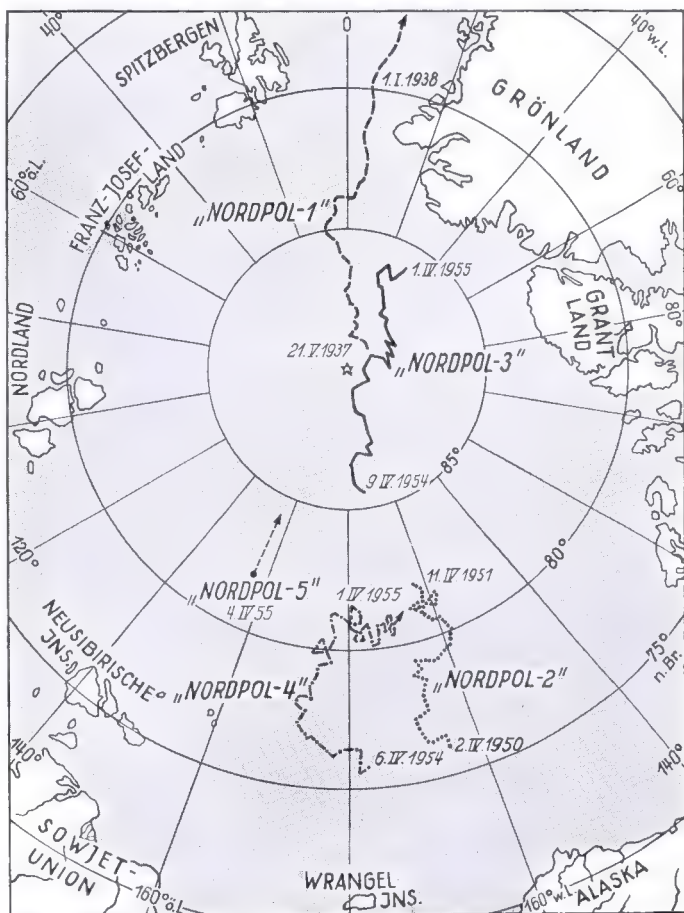 40°
0
40° w.L.
SPITZBERGEN
1.I.1938
GRÖNLAND
60° ö.L.
FRANZ-JOSEF-
LAND
60°
„NORDPOL-1"
1.IV.1955
GRANT
LAND
80°
NORDLAND
21.V.1937
„NORDPOL-3"
9.IV.1954
85°
120°
80°
„NORDPOL-5"
4.IV.55
1.IV.1955
11.IV.1951
75°
n.Br.
NEUSIBIRISCHE
JNS.
„NORDPOL-4"
„NORDPOL-2"
6.IV.1954
2.IV.1950
140°
140°
SOWJET-
UNION
160° ö.L.
WRANGEL
JNS.
160° w.L.
ALASKA